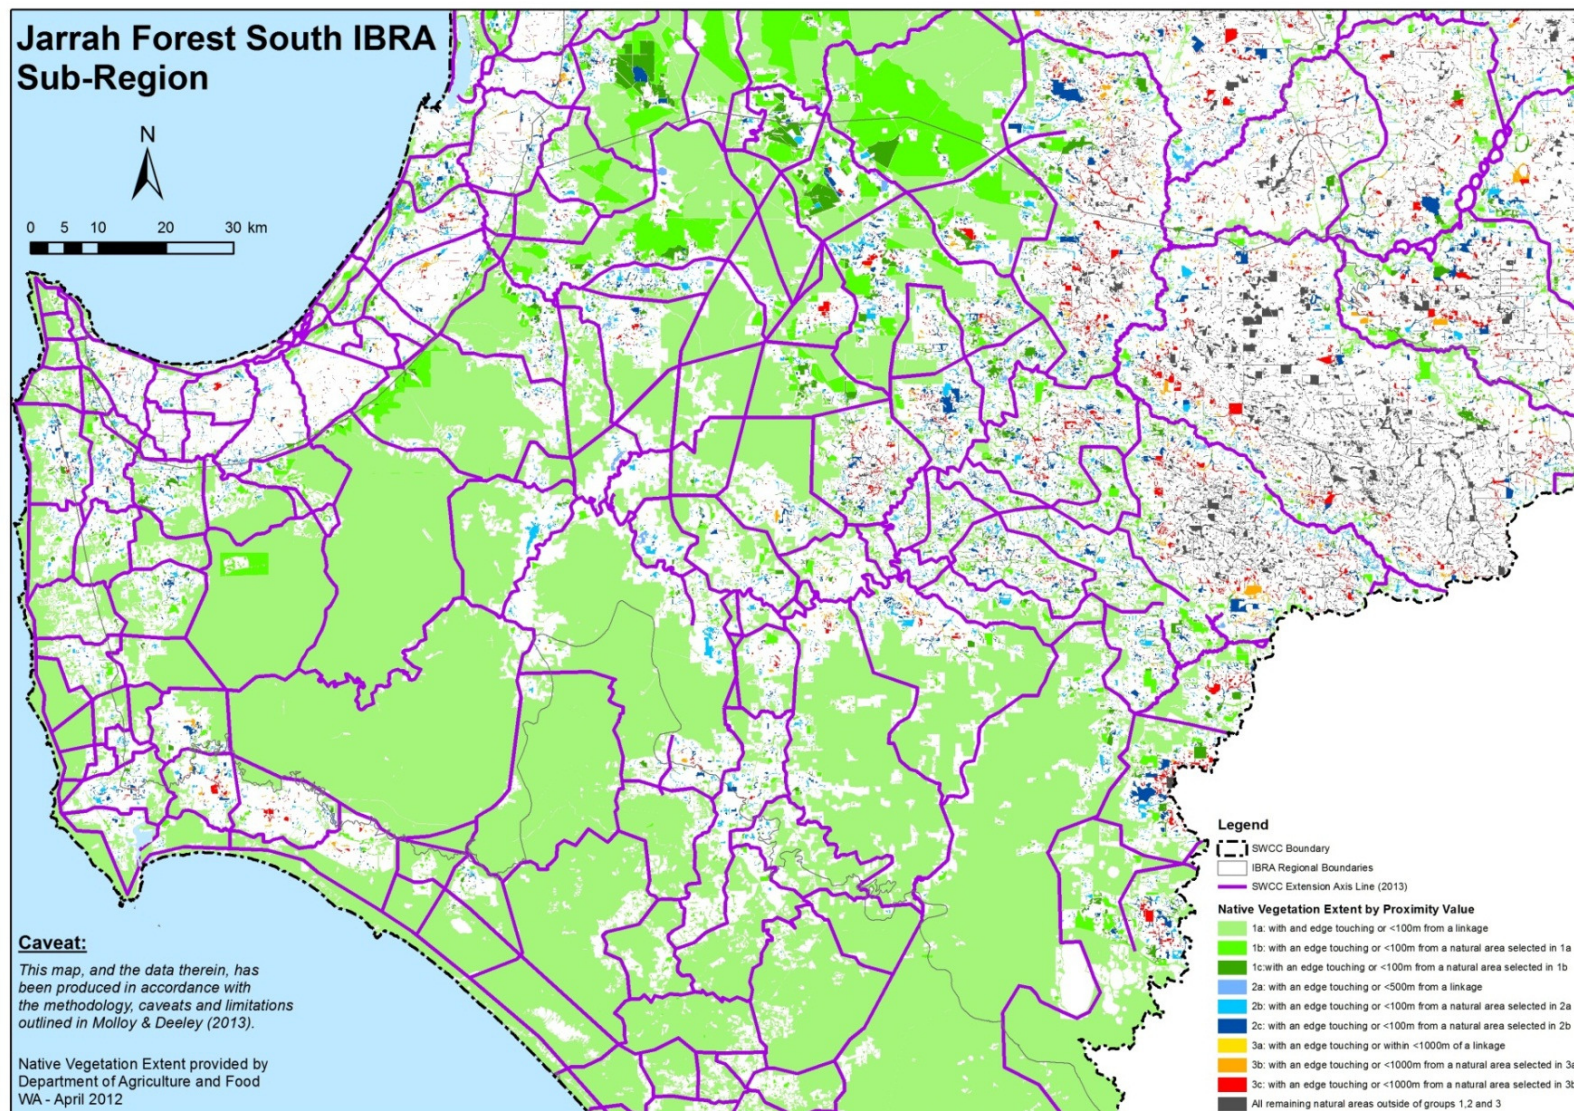 Jarrah Forest South IBRA
Sub-Region
N
0 5 10 20 30 km
Caveat:
This map, and the data therein, has
been produced in accordance with
the methodology, caveats and limitations
outlined in Molloy & Deeley (2013).
Native Vegetation Extent provided by
Department of Agriculture and Food
WA - April 2012
Legend
SWCC Boundary
IBRA Regional Boundaries
SWCC Extension Axis Line (2013)
Native Vegetation Extent by Proximity Value
1a: with and edge touching or <100m from a linkage
1b: with an edge touching or <100m from a natural area selected in 1a
1c:with an edge touching or <100m from a natural area selected in 1b
2a: with an edge touching or <500m from a linkage
2b: with an edge touching or <100m from a natural area selected in 2a
2c: with an edge touching or <100m from a natural area selected in 2b
3a: with an edge touching or within <1000m of a linkage
3b: with an edge touching or <1000m from a natural area selected in 3a
3c: with an edge touching or <1000m from a natural area selected in 3b
All remaining natural areas outside of groups 1,2 and 3